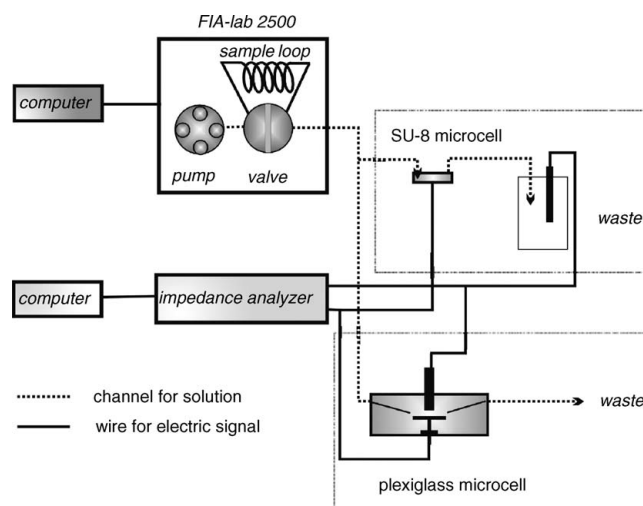 FIA-lab 2500
sample loop
computer
pump
valve
SU-8 microcell
waste
computer
impedance analyzer
channel for solution
waste
wire for electric signal
plexiglass microcell